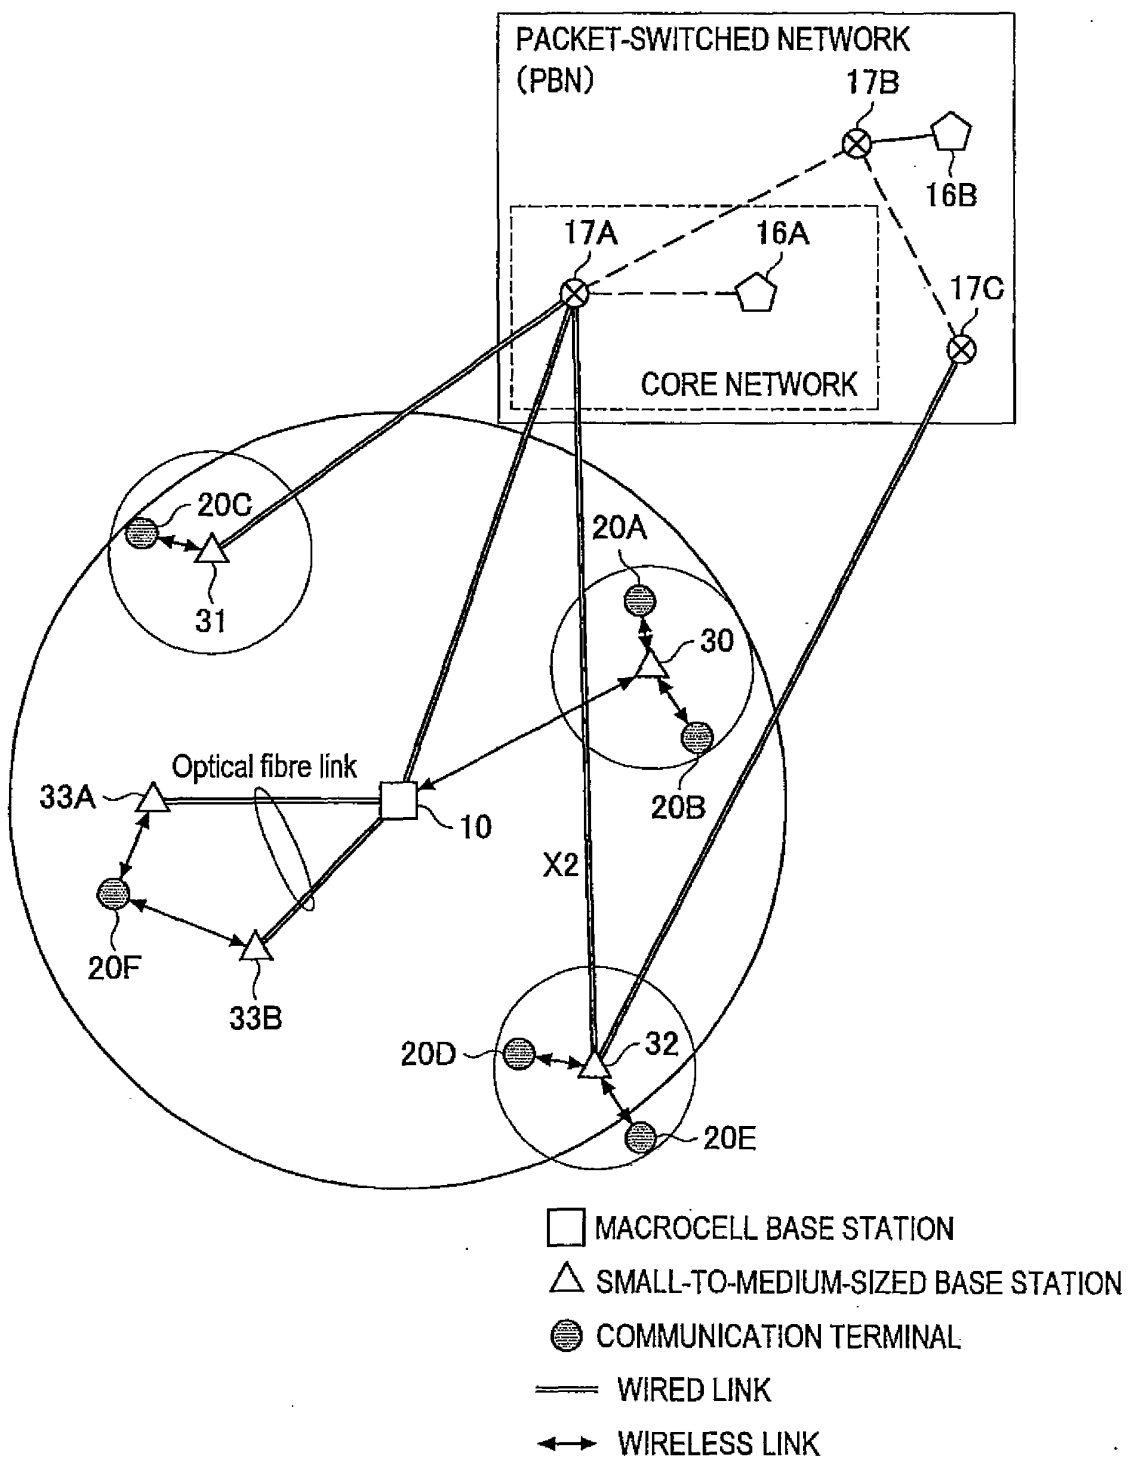 PACKET-SWITCHED NETWORK
(PBN)
17B
16B
17A
16A
17C
CORE NETWORK
20C
31
20A
30
20B
Optical fibre link
33A
10
X2
20F
33B
20D
32
20E
MACROCELL BASE STATION
SMALL-TO-MEDIUM-SIZED BASE STATION
COMMUNICATION TERMINAL
WIRED LINK
WIRELESS LINK